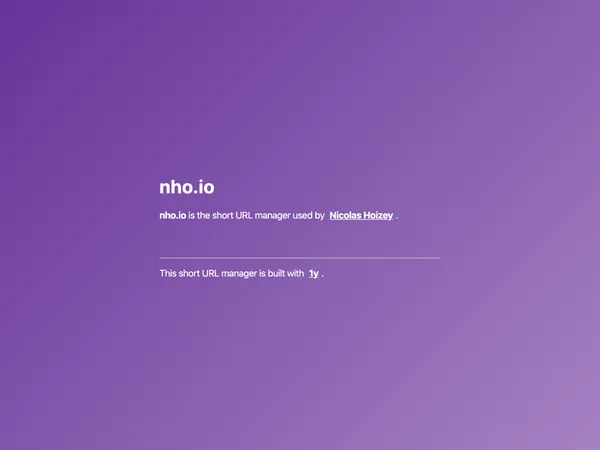 nho.io
nho.io is the short URL manager used by Nicolas Hoizey .
This short URL manager is built with 1y .